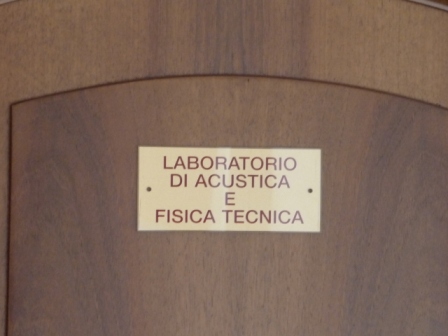 LABORATORIO
DI ACUSTICA
E
FISICA TECNICA